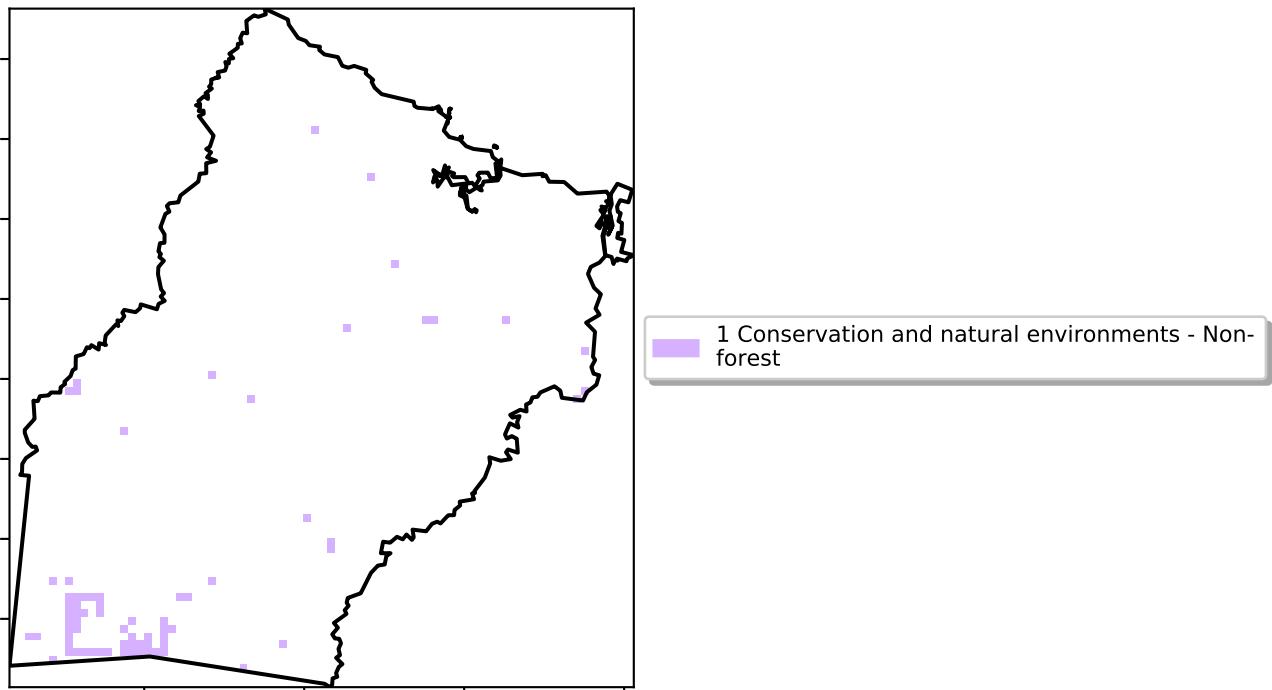 1 Conservation and natural environments - Non-
forest